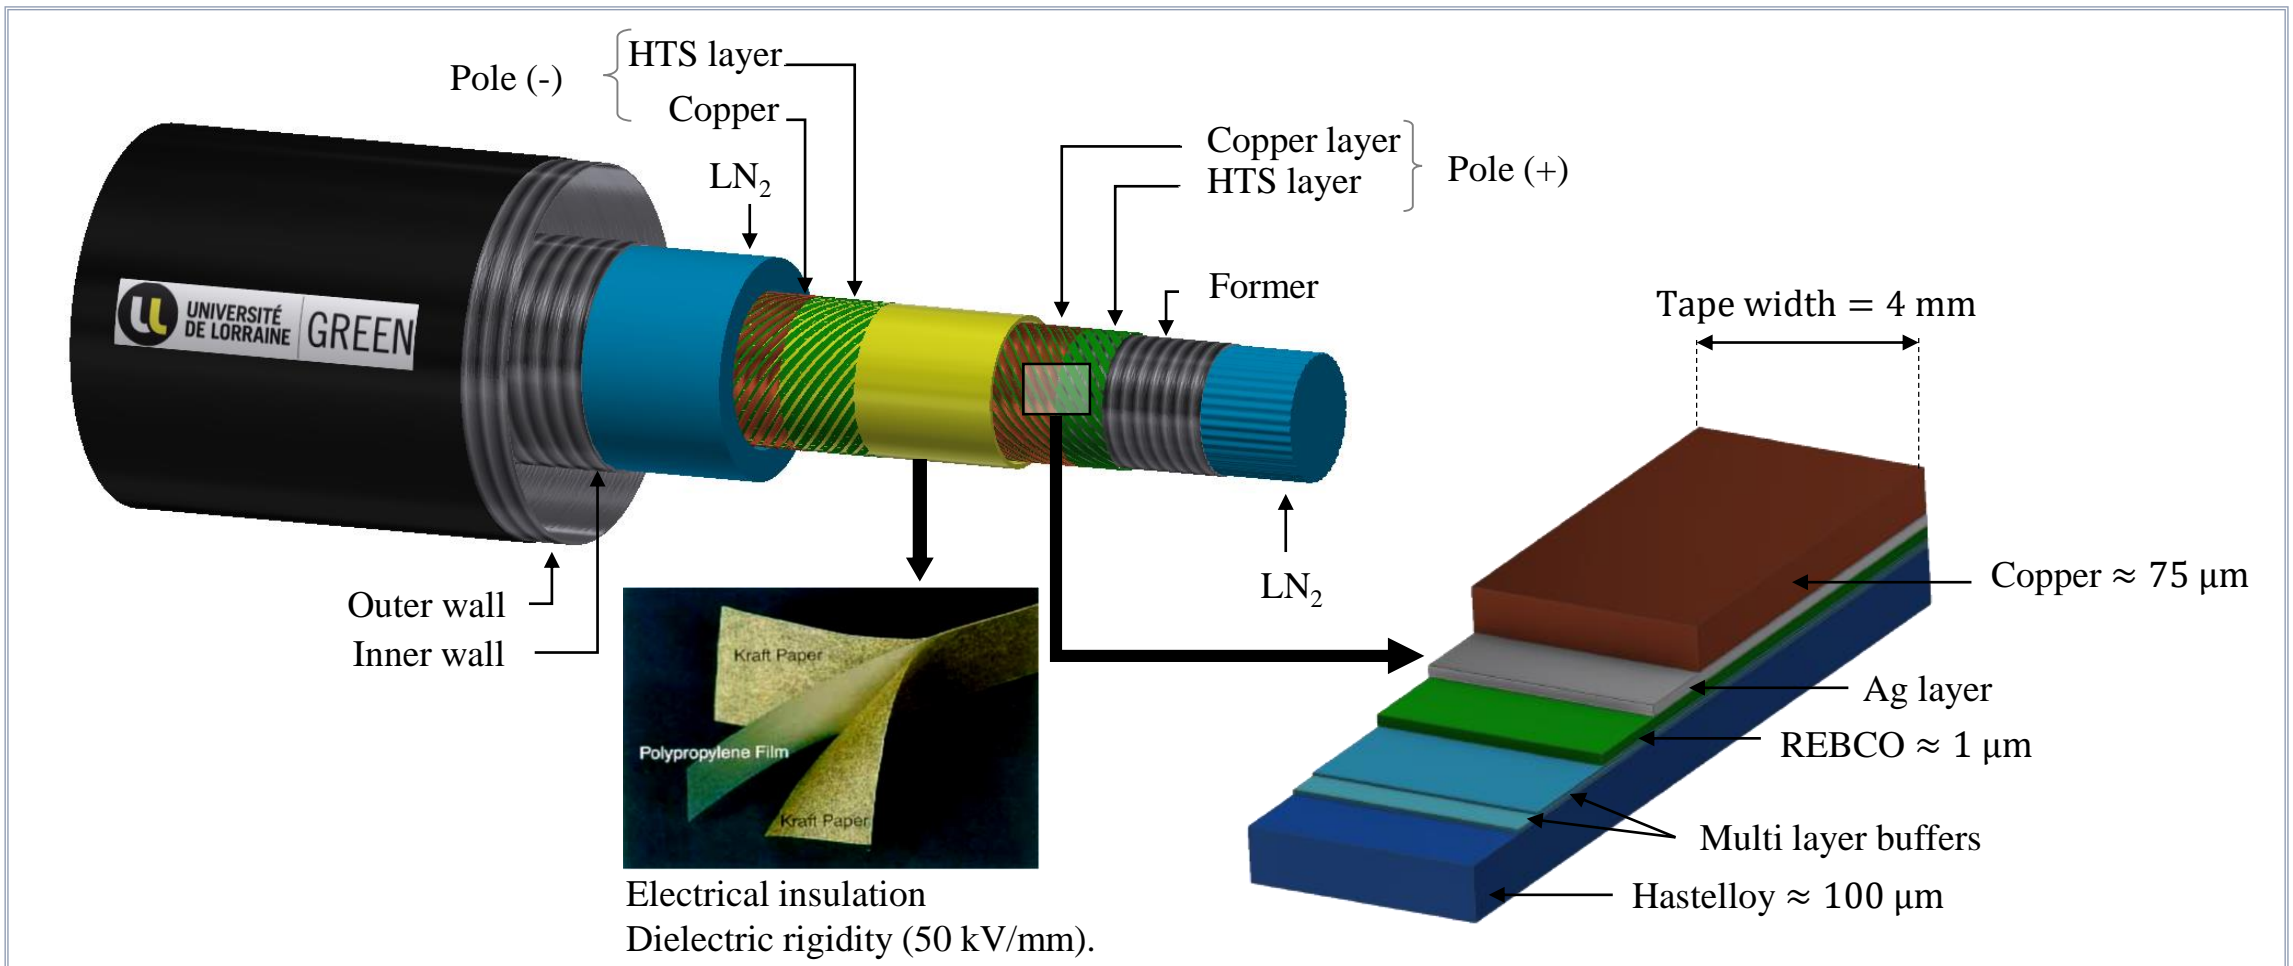 HTS layer
Pole (-)
Copper
LN2
Copper layer
HTS layer
Pole (+)
Former
UNIVERSITÉ
DE LORRAINE
GREEN
Tape width = 4 mm
LN2
Outer wall
Inner wall
Kraft Paper
Polypropylene Film
Kraft Paper
Copper ≈ 75 μm
Ag layer
REBCO ≈ 1 μm
Multi layer buffers
Hastelloy ≈ 100 μm
Electrical insulation
Dielectric rigidity (50 kV/mm).